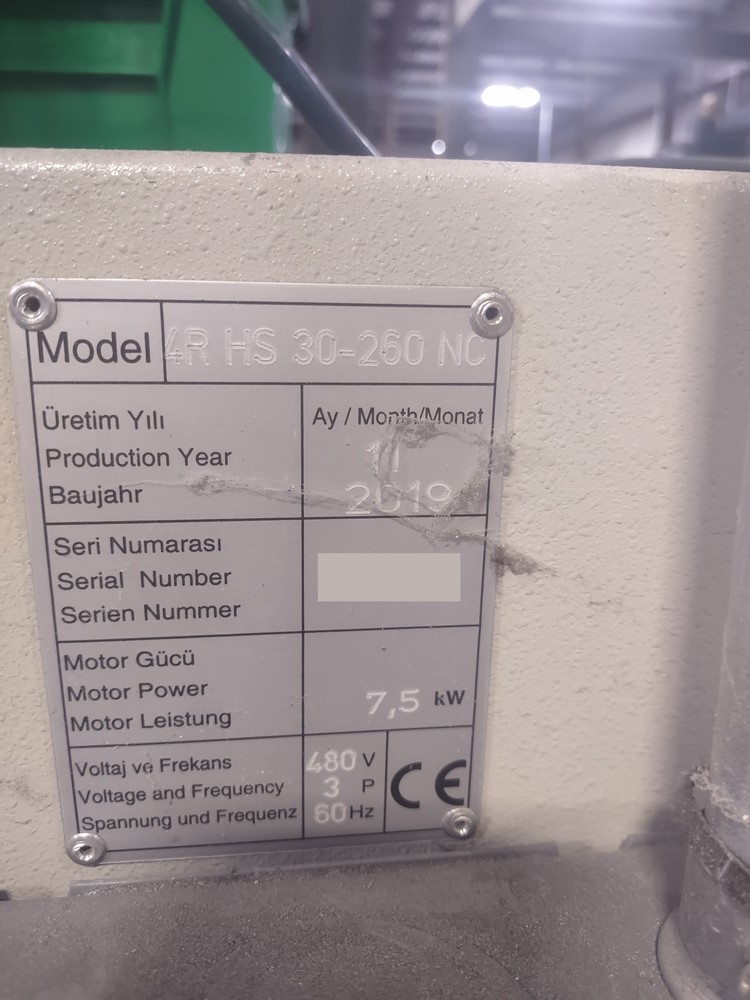 Model 4R HS 30-260 NC
Üretim Yılı
Production Year
Baujahr
Ay / Month/Monat
11
2019
Seri Numarası
Serial Number
Serien Nummer
Motor Gücü
Motor Power
Motor Leistung
7,5 kW
Voltaj ve Frekans
Voltage and Frequency
Spannung und Frequenz
480 V
3 P
60 Hz
CE